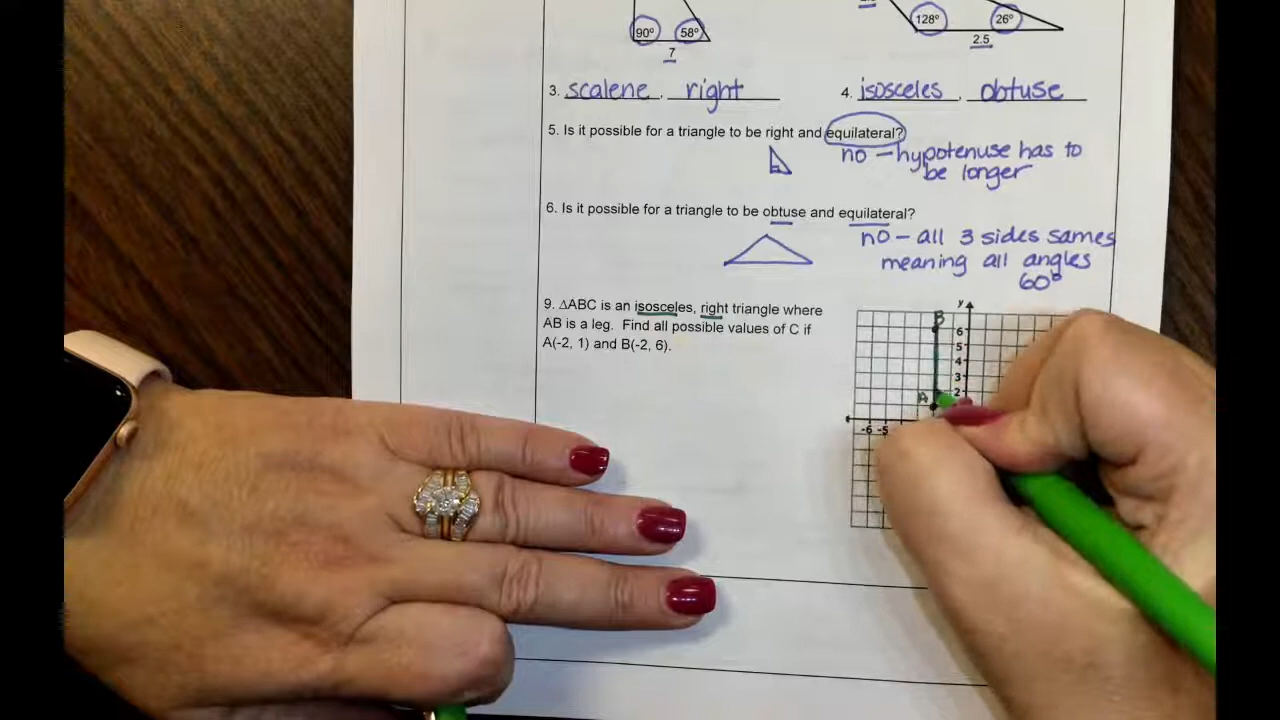 90° 58°
7
128° 26°
2.5
3. scalene, right
4. isosceles, obtuse
5. Is it possible for a triangle to be right and equilateral?
no - hypotenuse has to
be longer
6. Is it possible for a triangle to be obtuse and equilateral?
no - all 3 sides sames
meaning all angles
60°
9. ∆ABC is an isosceles, right triangle where
AB is a leg. Find all possible values of C if
A(-2, 1) and B(-2, 6).
y
B
6
5
4
3
A 2
-6 -5